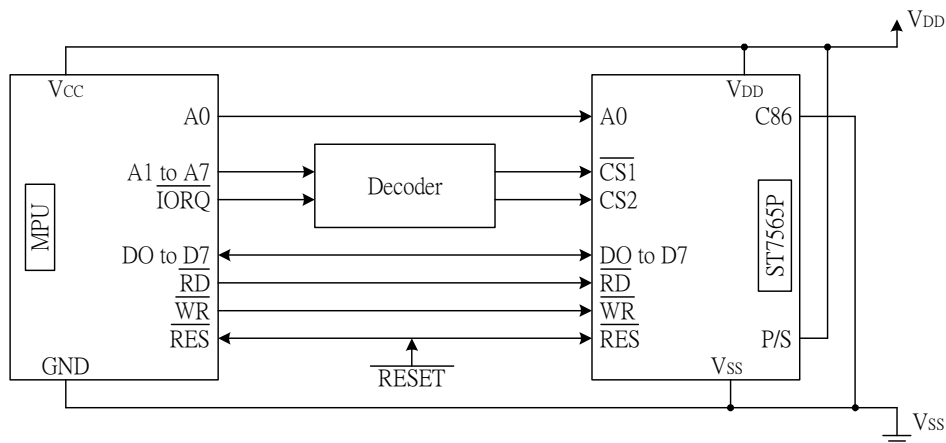 VDD
VCC
VDD
A0
A0
C86
A1 to A7
IORQ
Decoder
CS1
CS2
MPU
ST7565P
DO to D7
DO to D7
RD
RD
WR
WR
RES
RES
P/S
RESET
GND
VSS
VSS